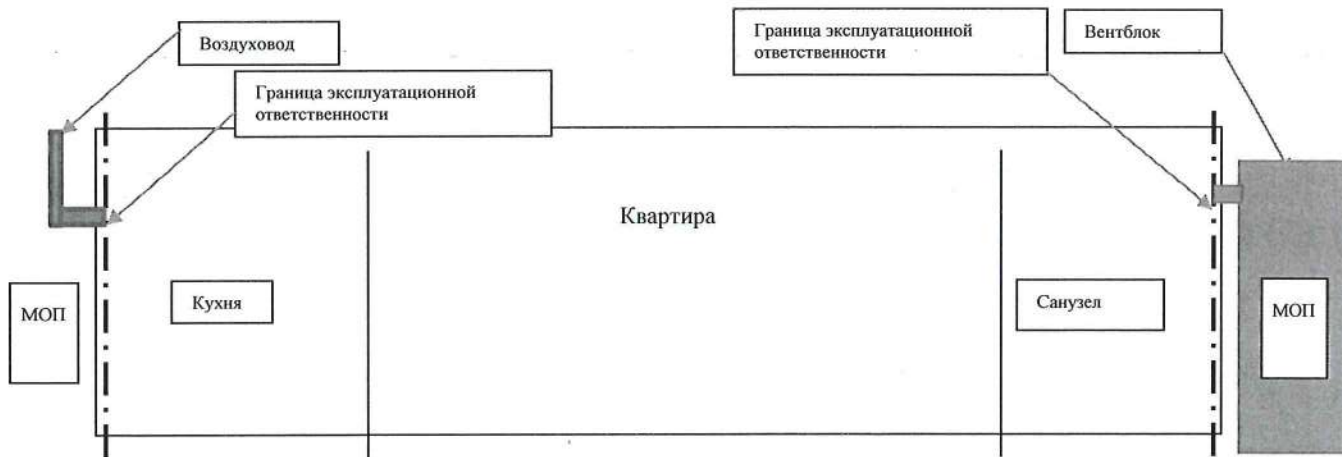 Воздуховод
Граница эксплуатационной
ответственности
Вентблок
Граница эксплуатационной
ответственности
Квартира
МОП
Кухня
Санузел
МОП